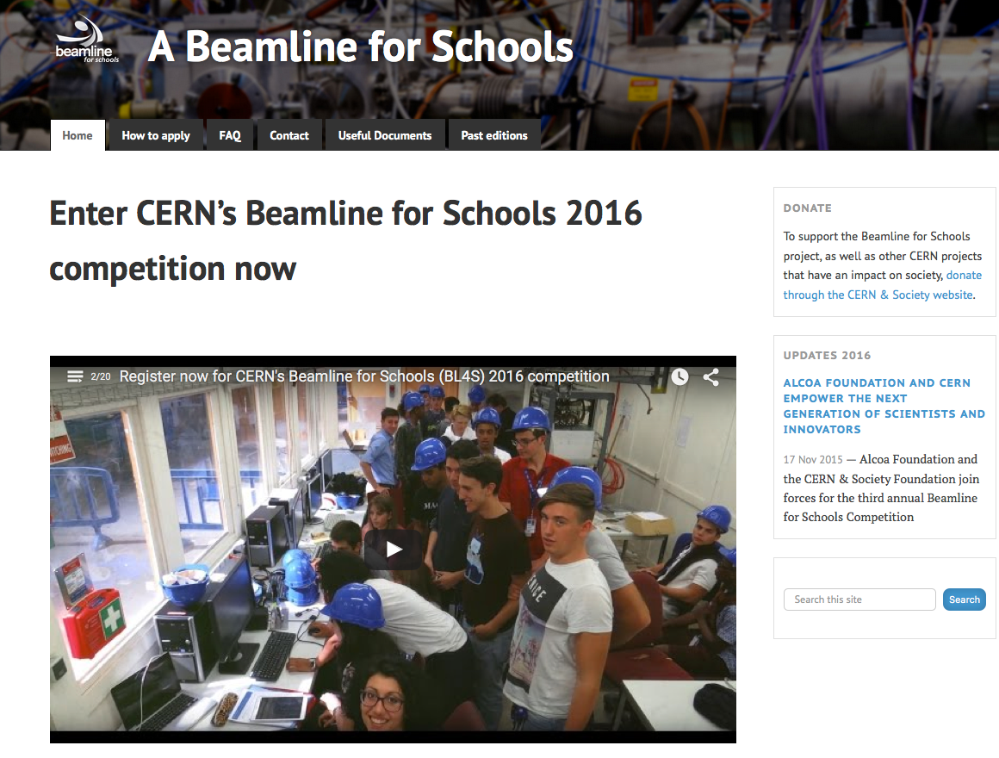 beamline
for schools
A Beamline for Schools
Home
How to apply
FAQ
Contact
Useful Documents
Past editions
Enter CERN’s Beamline for Schools 2016
competition now
2/20 Register now for CERN's Beamline for Schools (BL4S) 2016 competition
DONATE
To support the Beamline for Schools
project, as well as other CERN projects
that have an impact on society, donate
through the CERN & Society website.
UPDATES 2016
ALCOA FOUNDATION AND CERN
EMPOWER THE NEXT
GENERATION OF SCIENTISTS AND
INNOVATORS
17 Nov 2015 — Alcoa Foundation and
the CERN & Society Foundation join
forces for the third annual Beamline
for Schools Competition
Search this site
Search